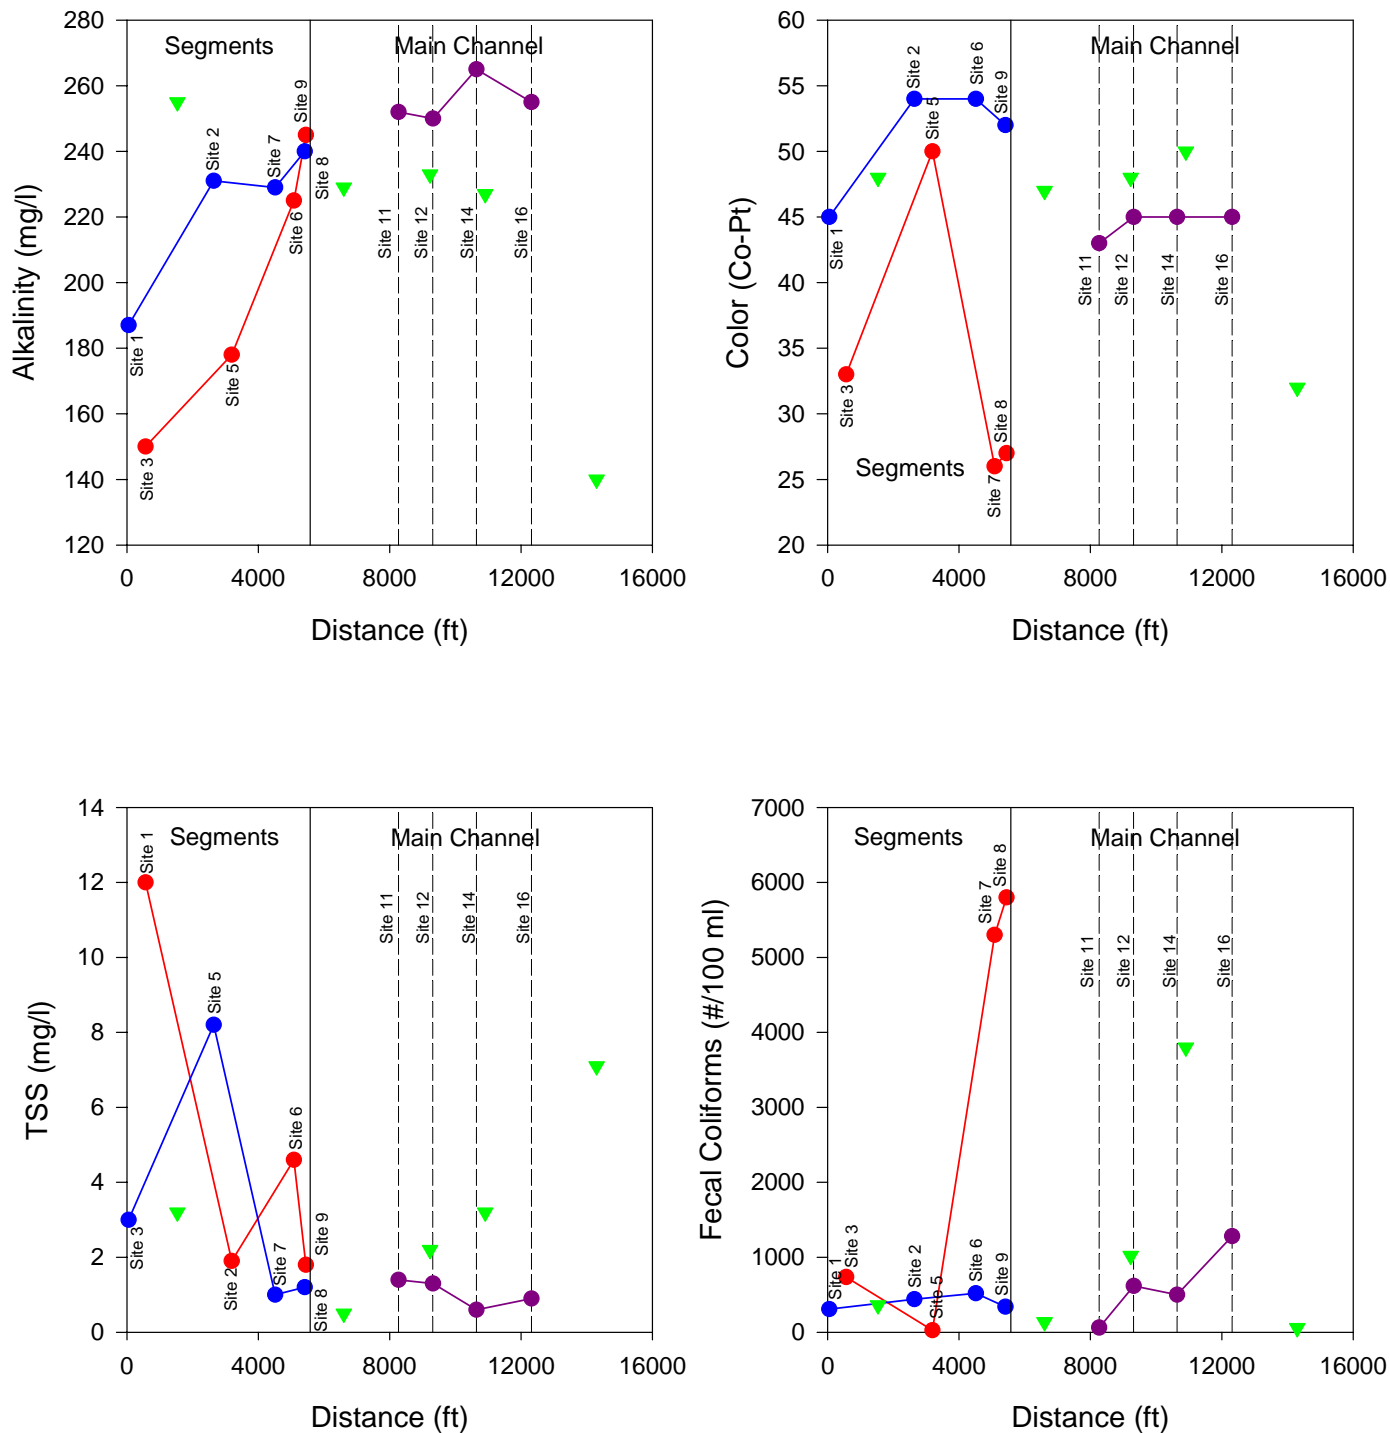 280
260
240
220
200
180
160
140
120
Alkalinity (mg/l)
Segments
Main Channel
Site 1
Site 2
Site 3
Site 5
Site 7
Site 6
Site 9
Site 8
Site 11
Site 12
Site 14
Site 16
0 4000 8000 12000 16000
Distance (ft)
60
55
50
45
40
35
30
25
20
Color (Co-Pt)
Main Channel
Segments
Site 1
Site 2
Site 3
Site 5
Site 6
Site 9
Site 7
Site 8
Site 11
Site 12
Site 14
Site 16
0 4000 8000 12000 16000
Distance (ft)
14
12
10
8
6
4
2
0
TSS (mg/l)
Segments
Main Channel
Site 1
Site 3
Site 5
Site 2
Site 7
Site 6
Site 9
Site 8
Site 11
Site 12
Site 14
Site 16
0 4000 8000 12000 16000
Distance (ft)
7000
6000
5000
4000
3000
2000
1000
0
Fecal Coliforms (#/100 ml)
Segments
Main Channel
Site 1
Site 3
Site 2
Site 5
Site 6
Site 9
Site 7
Site 8
Site 11
Site 12
Site 14
Site 16
0 4000 8000 12000 16000
Distance (ft)